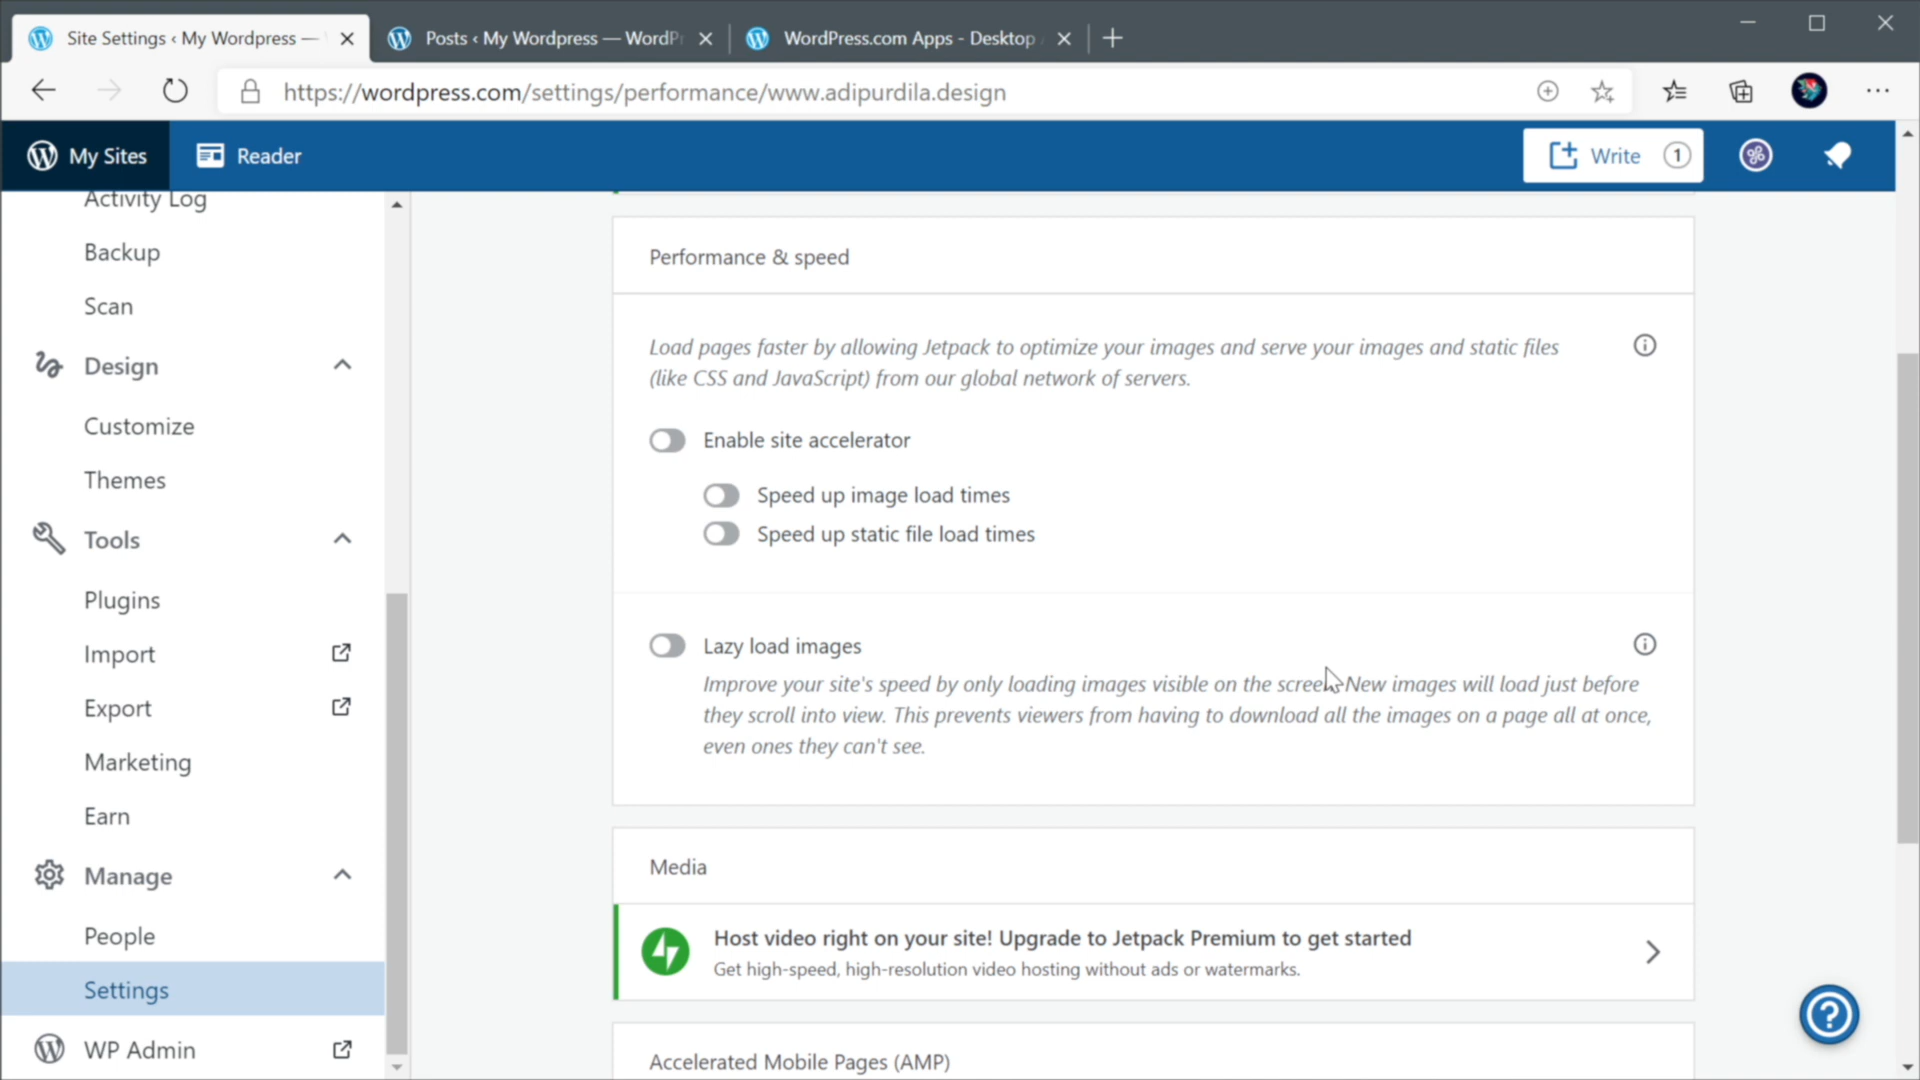 Site Settings ‹ My Wordpress —
Posts ‹ My Wordpress — WordP
WordPress.com Apps - Desktop
https://wordpress.com/settings/performance/www.adipurdila.design
My Sites
Reader
Write 1
Activity Log
Backup
Scan
Design
Customize
Themes
Tools
Plugins
Import
Export
Marketing
Earn
Manage
People
Settings
WP Admin
Performance & speed
Load pages faster by allowing Jetpack to optimize your images and serve your images and static files
(like CSS and JavaScript) from our global network of servers.
Enable site accelerator
Speed up image load times
Speed up static file load times
Lazy load images
Improve your site's speed by only loading images visible on the screen. New images will load just before
they scroll into view. This prevents viewers from having to download all the images on a page all at once,
even ones they can't see.
Media
Host video right on your site! Upgrade to Jetpack Premium to get started
Get high-speed, high-resolution video hosting without ads or watermarks.
Accelerated Mobile Pages (AMP)